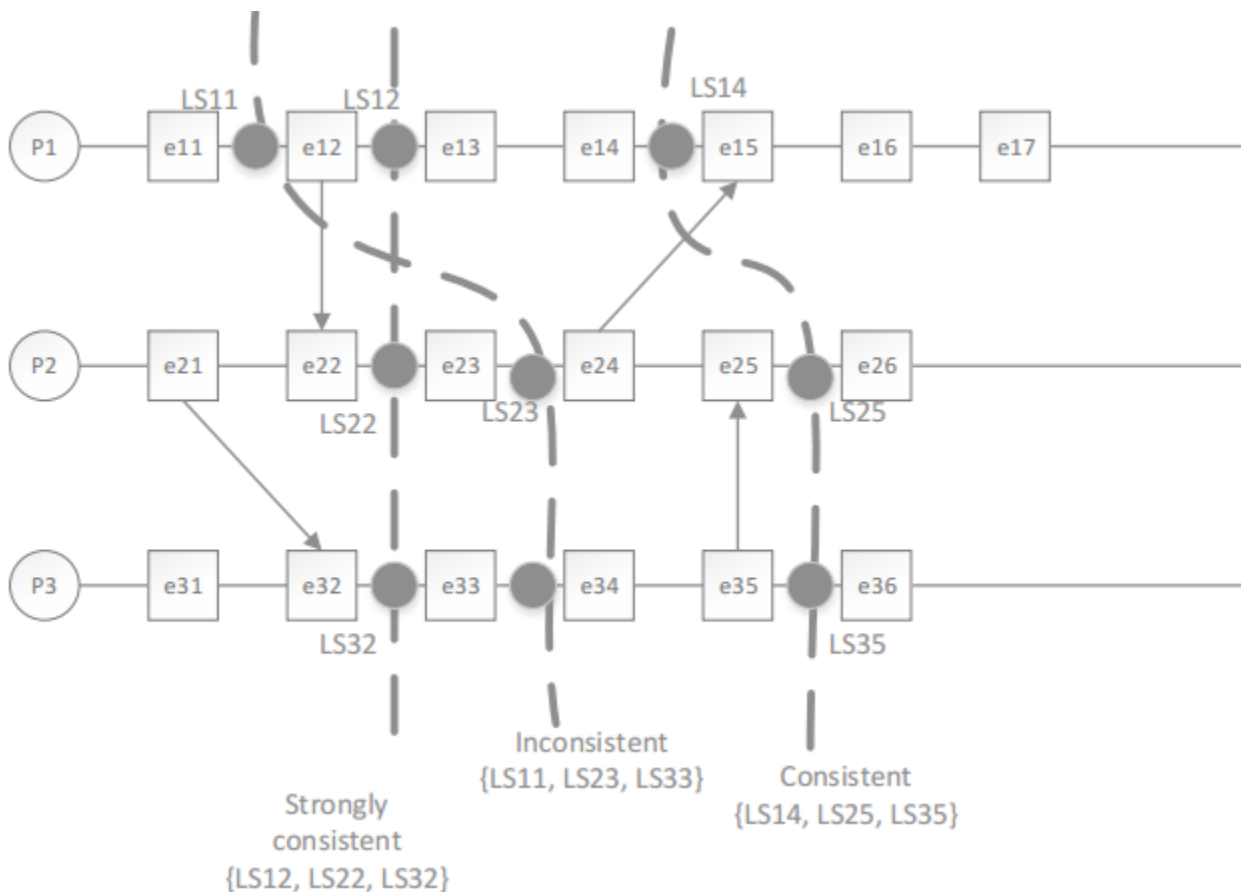 LS11 LS12 LS14
P1 e11 e12 e13 e14 e15 e16 e17
P2 e21 e22 e23 e24 e25 e26
LS22 LS23 LS25
P3 e31 e32 e33 e34 e35 e36
LS32 LS35
Inconsistent
{LS11, LS23, LS33}
Consistent
{LS14, LS25, LS35}
Strongly
consistent
{LS12, LS22, LS32}